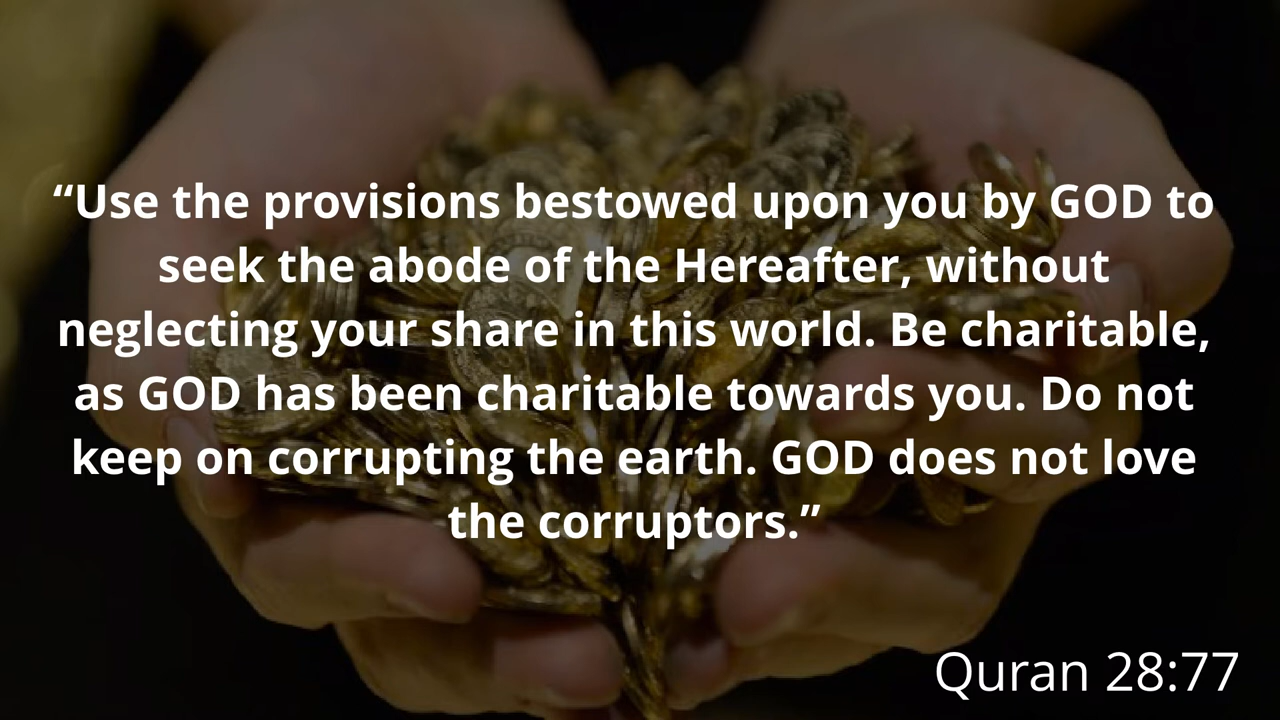 “Use the provisions bestowed upon you by GOD to
seek the abode of the Hereafter, without
neglecting your share in this world. Be charitable,
as GOD has been charitable towards you. Do not
keep on corrupting the earth. GOD does not love
the corruptors.”
Quran 28:77